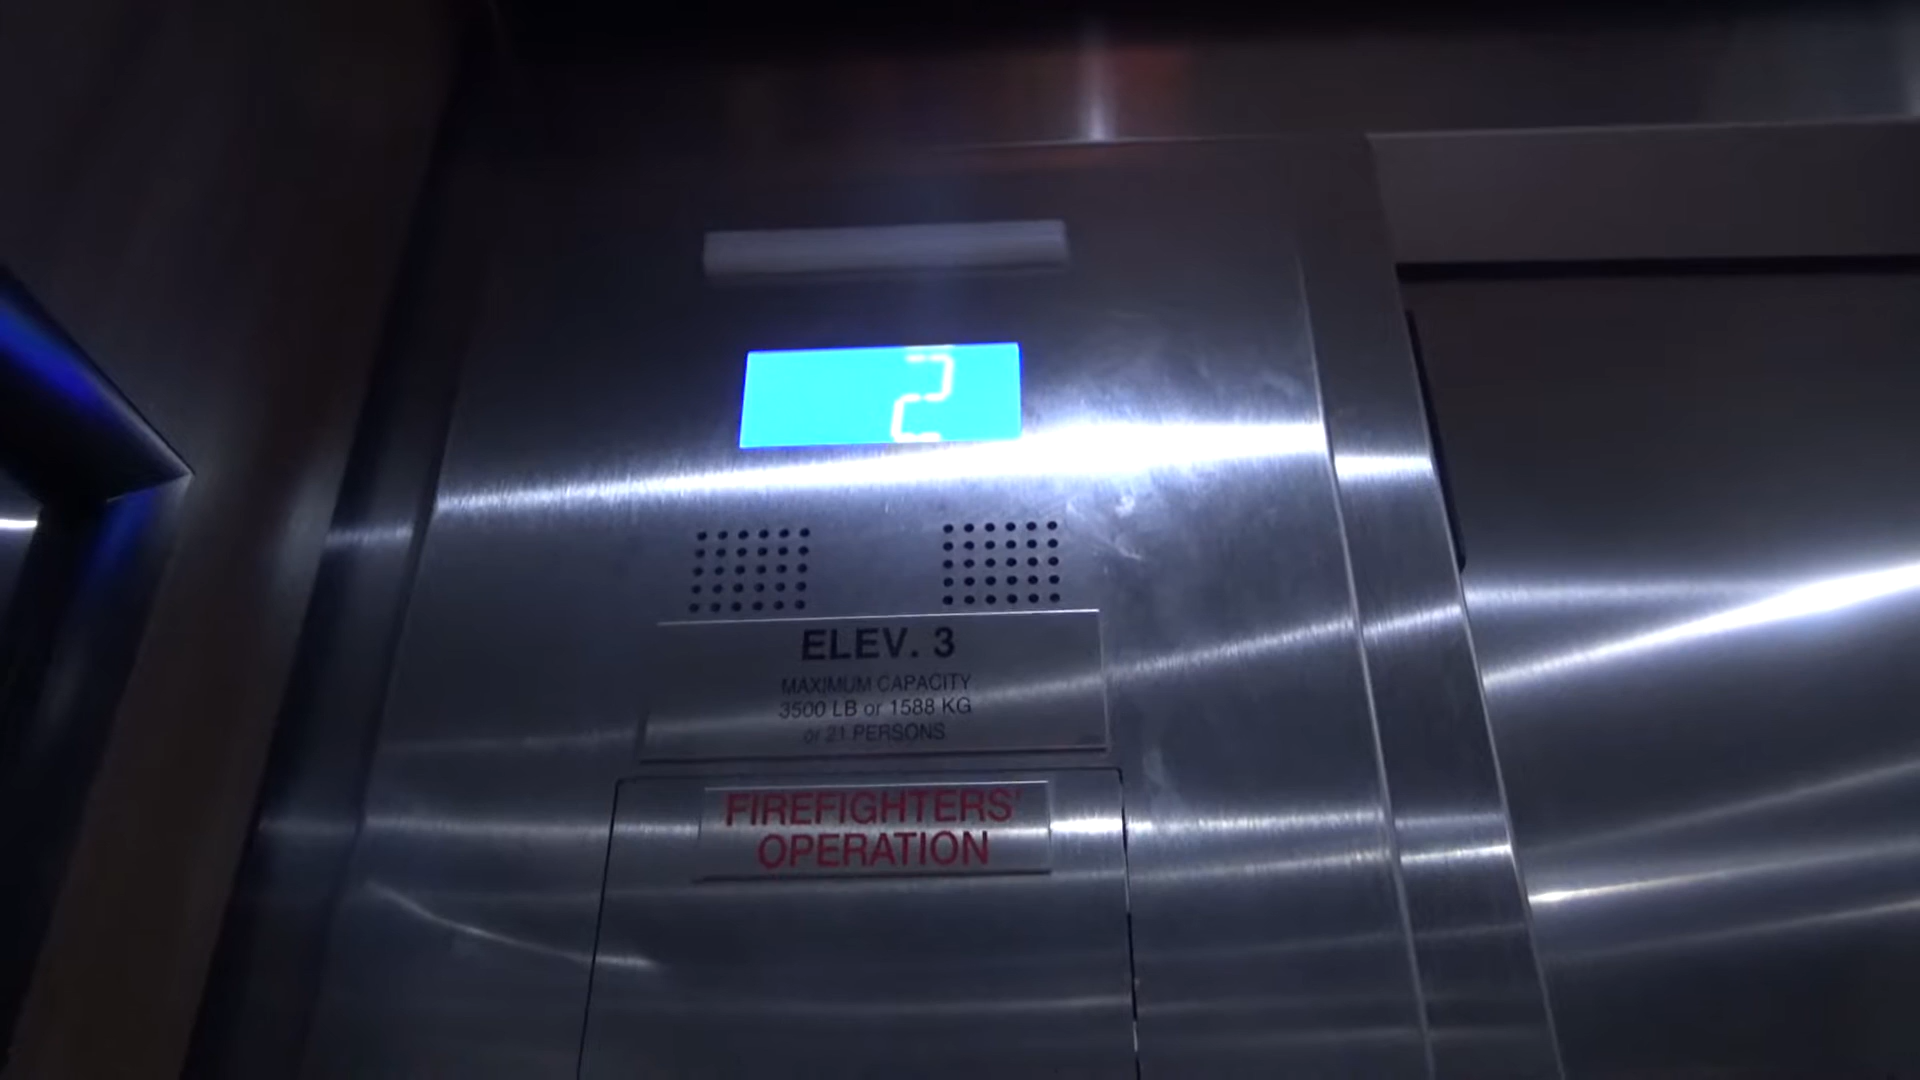 2
ELEV. 3
MAXIMUM CAPACITY
3500 LB or 1588 KG
or 21 PERSONS
FIREFIGHTERS'
OPERATION